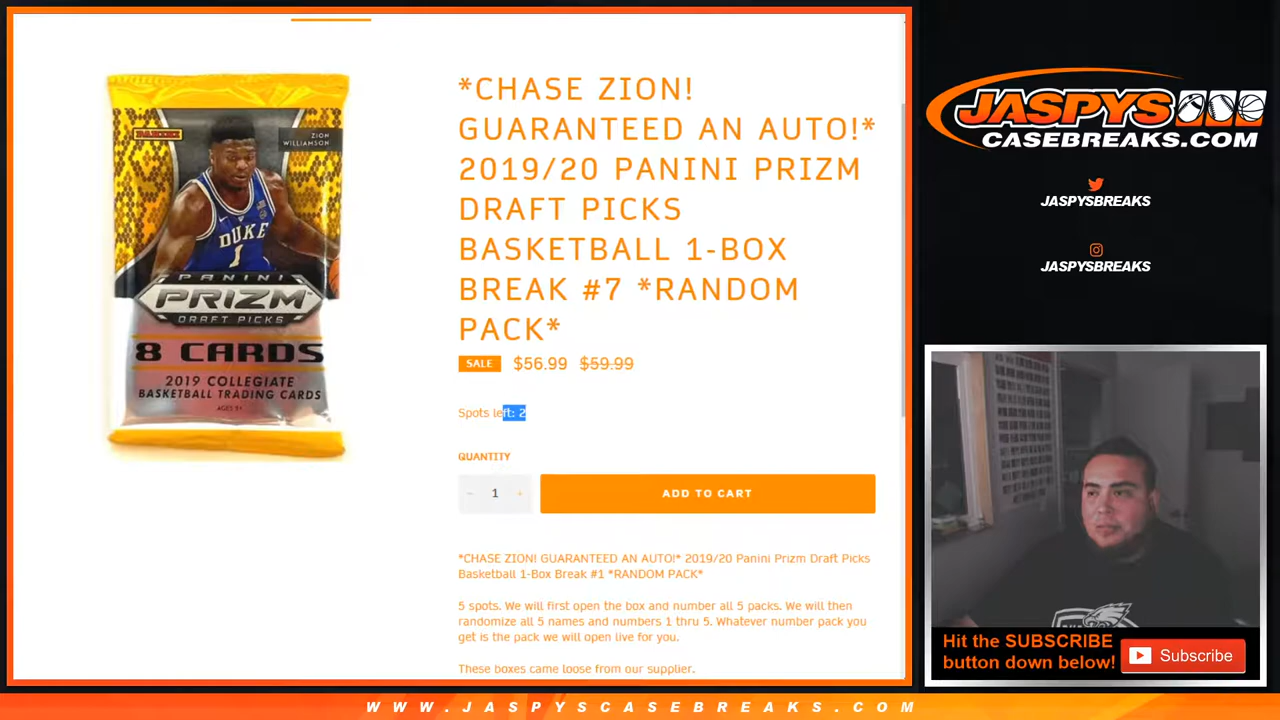 *CHASE ZION!
GUARANTEED AN AUTO!*
2019/20 PANINI PRIZM
DRAFT PICKS
BASKETBALL 1-BOX
BREAK #7 *RANDOM
PACK*
SALE $56.99 $59.99
Spots left: 2
QUANTITY
− 1 +
ADD TO CART
*CHASE ZION! GUARANTEED AN AUTO!* 2019/20 Panini Prizm Draft Picks
Basketball 1-Box Break #1 *RANDOM PACK*
5 spots. We will first open the box and number all 5 packs. We will then
randomize all 5 names and numbers 1 thru 5. Whatever number pack you
get is the pack we will open live for you.
These boxes came loose from our supplier.
PANINI
ZION
WILLIAMSON
DUKE
1
PANINI
PRIZM
DRAFT PICKS
8 CARDS
2019 COLLEGIATE
BASKETBALL TRADING CARDS
AGES 9+
JASPYS
CASEBREAKS.COM
JASPYSBREAKS
JASPYSBREAKS
Hit the SUBSCRIBE
button down below!
Subscribe
WWW.JASPYSCASEBREAKS.COM